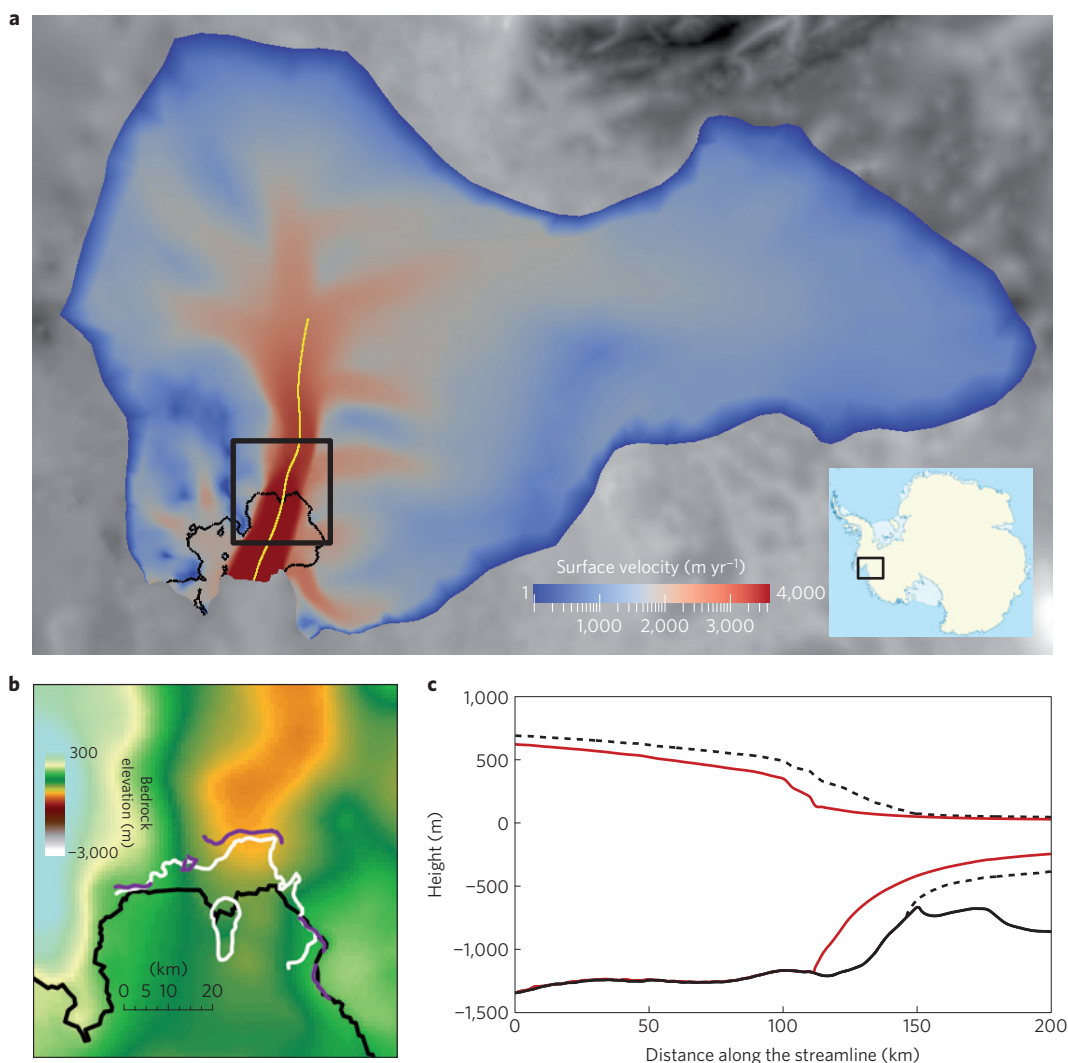 a
Surface velocity (m yr⁻¹)
1
4,000
1,000
2,000
3,000
b
300
Bedrock
elevation (m)
−3,000
(km)
0 5 10 20
c
1,000
500
0
−500
−1,000
−1,500
Height (m)
0 50 100 150 200
Distance along the streamline (km)